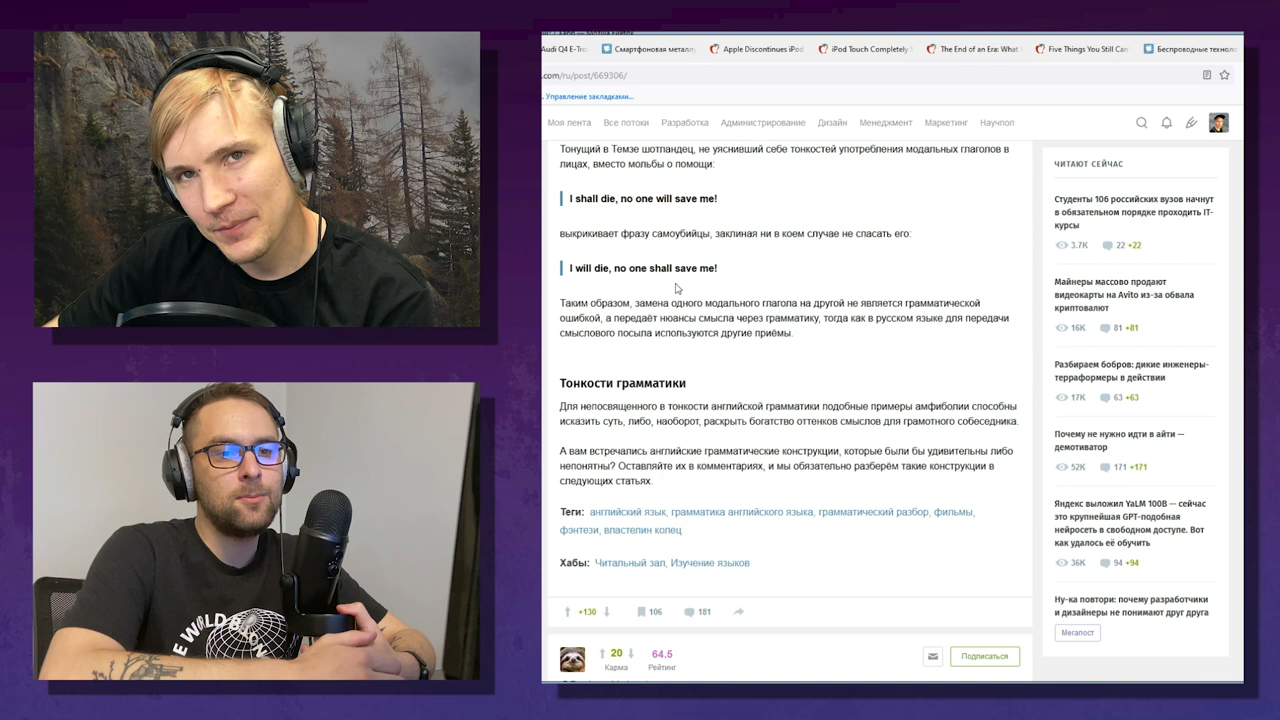 Audi Q4 E-Tro
Смартфоновая металл
Apple Discontinues iPod
iPod Touch Completely S
The End of an Era: What
Five Things You Still Can
Беспроводные техноло
.com/ru/post/669306/
Управление закладками...
Моя лента Все потоки Разработка Администрирование Дизайн Менеджмент Маркетинг Научпоп
Тонущий в Темзе шотландец, не уяснивший себе тонкостей употребления модальных глаголов в
лицах, вместо мольбы о помощи:
I shall die, no one will save me!
выкрикивает фразу самоубийцы, заклиная ни в коем случае не спасать его:
I will die, no one shall save me!
Таким образом, замена одного модального глагола на другой не является грамматической
ошибкой, а передаёт нюансы смысла через грамматику, тогда как в русском языке для передачи
смыслового посыла используются другие приёмы.
Тонкости грамматики
Для непосвященного в тонкости английской грамматики подобные примеры амфиболии способны
исказить суть, либо, наоборот, раскрыть богатство оттенков смыслов для грамотного собеседника.
А вам встречались английские грамматические конструкции, которые были бы удивительны либо
непонятны? Оставляйте их в комментариях, и мы обязательно разберём такие конструкции в
следующих статьях.
Теги: английский язык, грамматика английского языка, грамматический разбор, фильмы,
фэнтези, властелин колец
Хабы: Читальный зал, Изучение языков
+130 106 181
20 64.5
Карма Рейтинг
Подписаться
ЧИТАЮТ СЕЙЧАС
Студенты 106 российских вузов начнут
в обязательном порядке проходить IT-
курсы
3.7K 22 +22
Майнеры массово продают
видеокарты на Avito из-за обвала
криптовалют
16K 81 +81
Разбираем бобров: дикие инженеры-
терраформеры в действии
17K 63 +63
Почему не нужно идти в айти —
демотиватор
52K 171 +171
Яндекс выложил YaLM 100B — сейчас
это крупнейшая GPT-подобная
нейросеть в свободном доступе. Вот
как удалось её обучить
36K 94 +94
Ну-ка повтори: почему разработчики
и дизайнеры не понимают друг друга
Мегапост